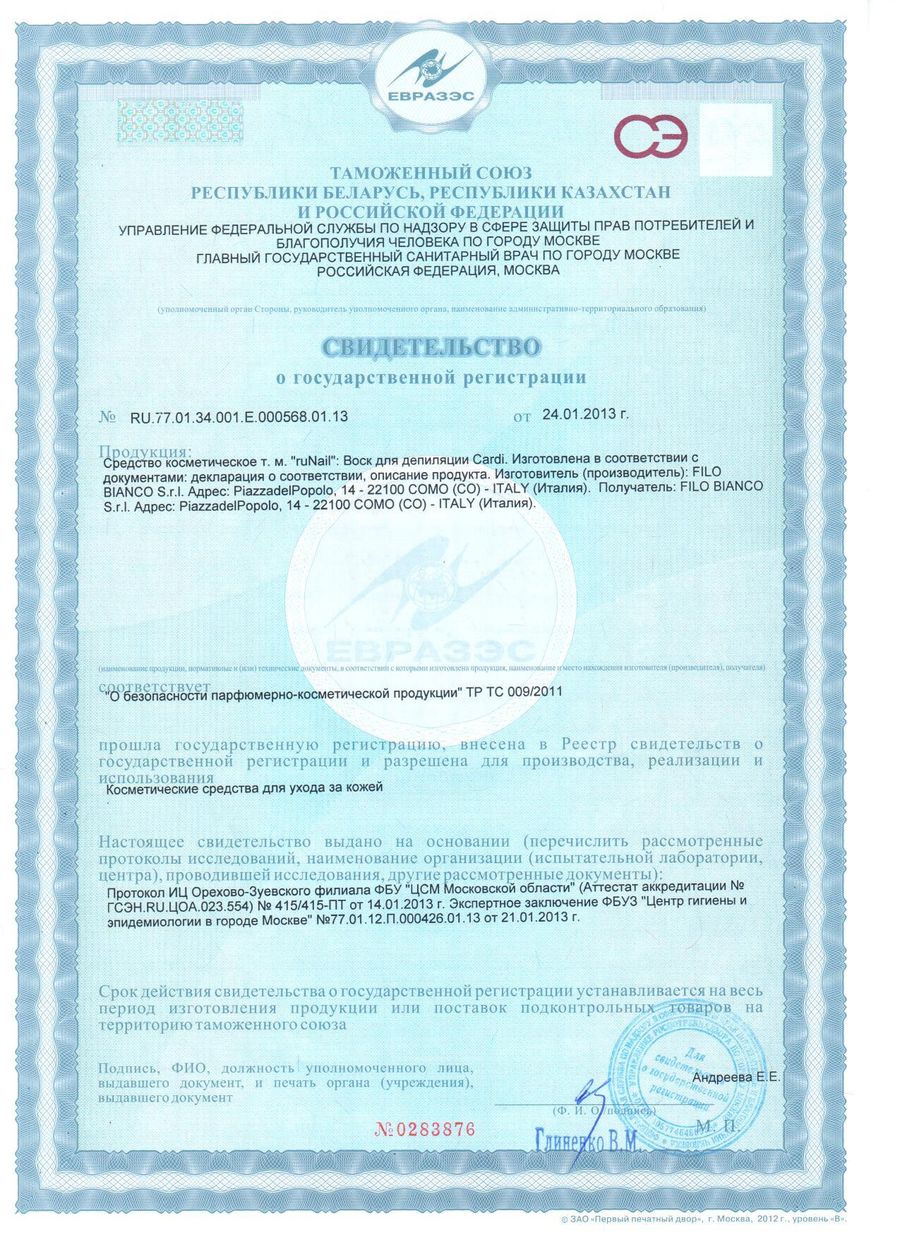 ЕВРАЗЭС
СЭ
ТАМОЖЕННЫЙ СОЮЗ
РЕСПУБЛИКИ БЕЛАРУСЬ, РЕСПУБЛИКИ КАЗАХСТАН
И РОССИЙСКОЙ ФЕДЕРАЦИИ
УПРАВЛЕНИЕ ФЕДЕРАЛЬНОЙ СЛУЖБЫ ПО НАДЗОРУ В СФЕРЕ ЗАЩИТЫ ПРАВ ПОТРЕБИТЕЛЕЙ И
БЛАГОПОЛУЧИЯ ЧЕЛОВЕКА ПО ГОРОДУ МОСКВЕ
ГЛАВНЫЙ ГОСУДАРСТВЕННЫЙ САНИТАРНЫЙ ВРАЧ ПО ГОРОДУ МОСКВЕ
РОССИЙСКАЯ ФЕДЕРАЦИЯ, МОСКВА
(уполномоченный орган Стороны, руководитель уполномоченного органа, наименование административно-территориального образования)
СВИДЕТЕЛЬСТВО
о государственной регистрации
№ RU.77.01.34.001.Е.000568.01.13 от 24.01.2013 г.
Продукция:
Средство косметическое т. м. "ruNail": Воск для депиляции Cardi. Изготовлена в соответствии с
документами: декларация о соответствии, описание продукта. Изготовитель (производитель): FILO
BIANCO S.r.l. Адрес: PiazzadelPopolo, 14 - 22100 COMO (CO) - ITALY (Италия). Получатель: FILO BIANCO
S.r.l. Адрес: PiazzadelPopolo, 14 - 22100 COMO (CO) - ITALY (Италия).
ЕВРАЗЭС
(наименование продукции, нормативные и (или) технические документы, в соответствии с которыми изготовлена продукция, наименование и место нахождения изготовителя (производителя), получателя)
соответствует
"О безопасности парфюмерно-косметической продукции" ТР ТС 009/2011
прошла государственную регистрацию, внесена в Реестр свидетельств о
государственной регистрации и разрешена для производства, реализации и
использования
Косметические средства для ухода за кожей
Настоящее свидетельство выдано на основании (перечислить рассмотренные
протоколы исследований, наименование организации (испытательной лаборатории,
центра), проводившей исследования, другие рассмотренные документы):
Протокол ИЦ Орехово-Зуевского филиала ФБУ "ЦСМ Московской области" (Аттестат аккредитации №
ГСЭН.RU.ЦОА.023.554) № 415/415-ПТ от 14.01.2013 г. Экспертное заключение ФБУЗ "Центр гигиены и
эпидемиологии в городе Москве" №77.01.12.П.000426.01.13 от 21.01.2013 г.
Срок действия свидетельства о государственной регистрации устанавливается на весь
период изготовления продукции или поставок подконтрольных товаров на
территорию таможенного союза
Подпись, ФИО, должность уполномоченного лица,
выдавшего документ, и печать органа (учреждения),
выдавшего документ
Для
свидетельств
о государственной
регистрации
Андреева Е.Е.
(Ф. И. О./подпись)
М. П.
№0283876
Глиненко В.М.
© ЗАО «Первый печатный двор», г. Москва, 2012 г., уровень «В».